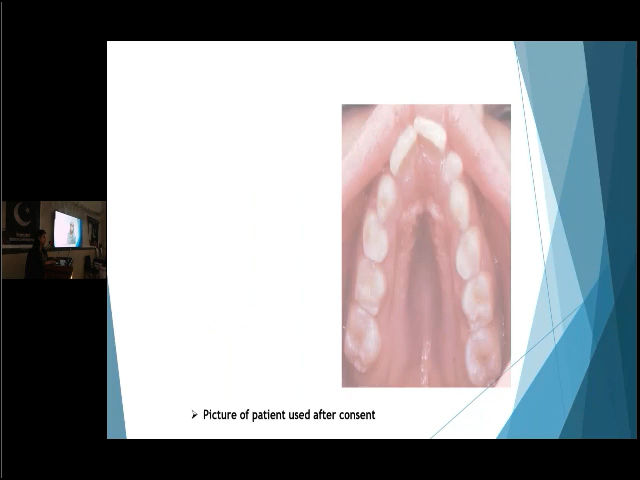 ➢ Picture of patient used after consent